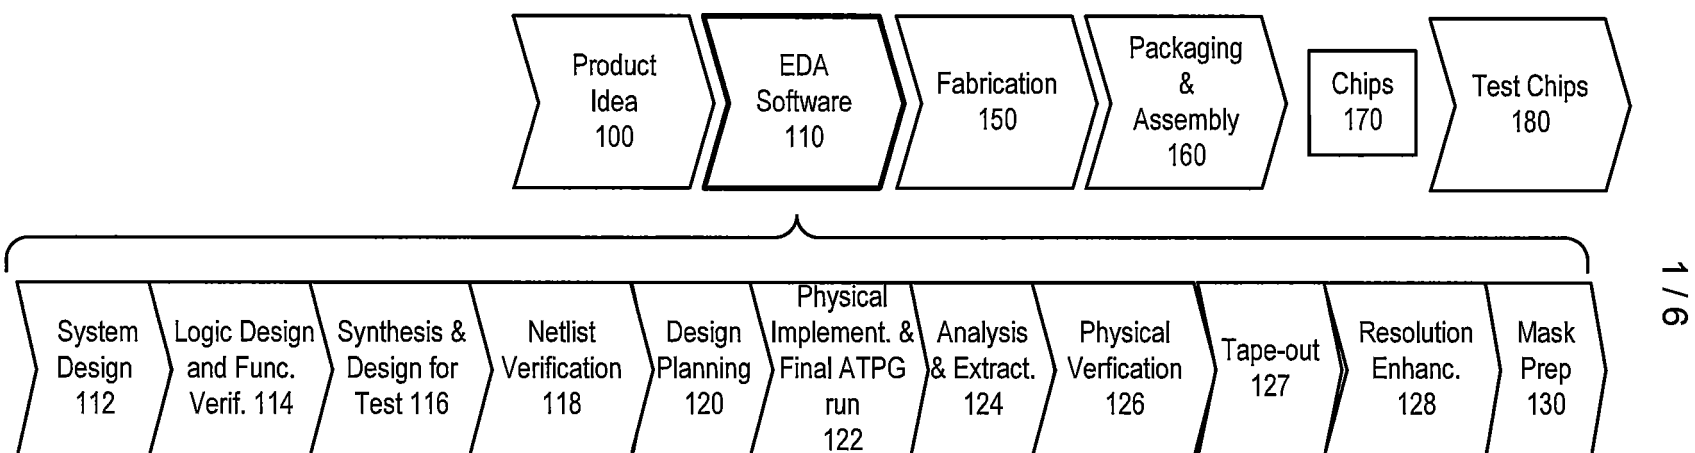 Product
Idea
100
EDA
Software
110
Fabrication
150
Packaging
&
Assembly
160
Chips
170
Test Chips
180
1/6
System
Design
112
Logic Design
and Func.
Verif. 114
Synthesis &
Design for
Test 116
Netlist
Verification
118
Design
Planning
120
Physical
Implement. &
Final ATPG
run
122
Analysis
& Extract.
124
Physical
Verfication
126
Tape-out
127
Resolution
Enhanc.
128
Mask
Prep
130